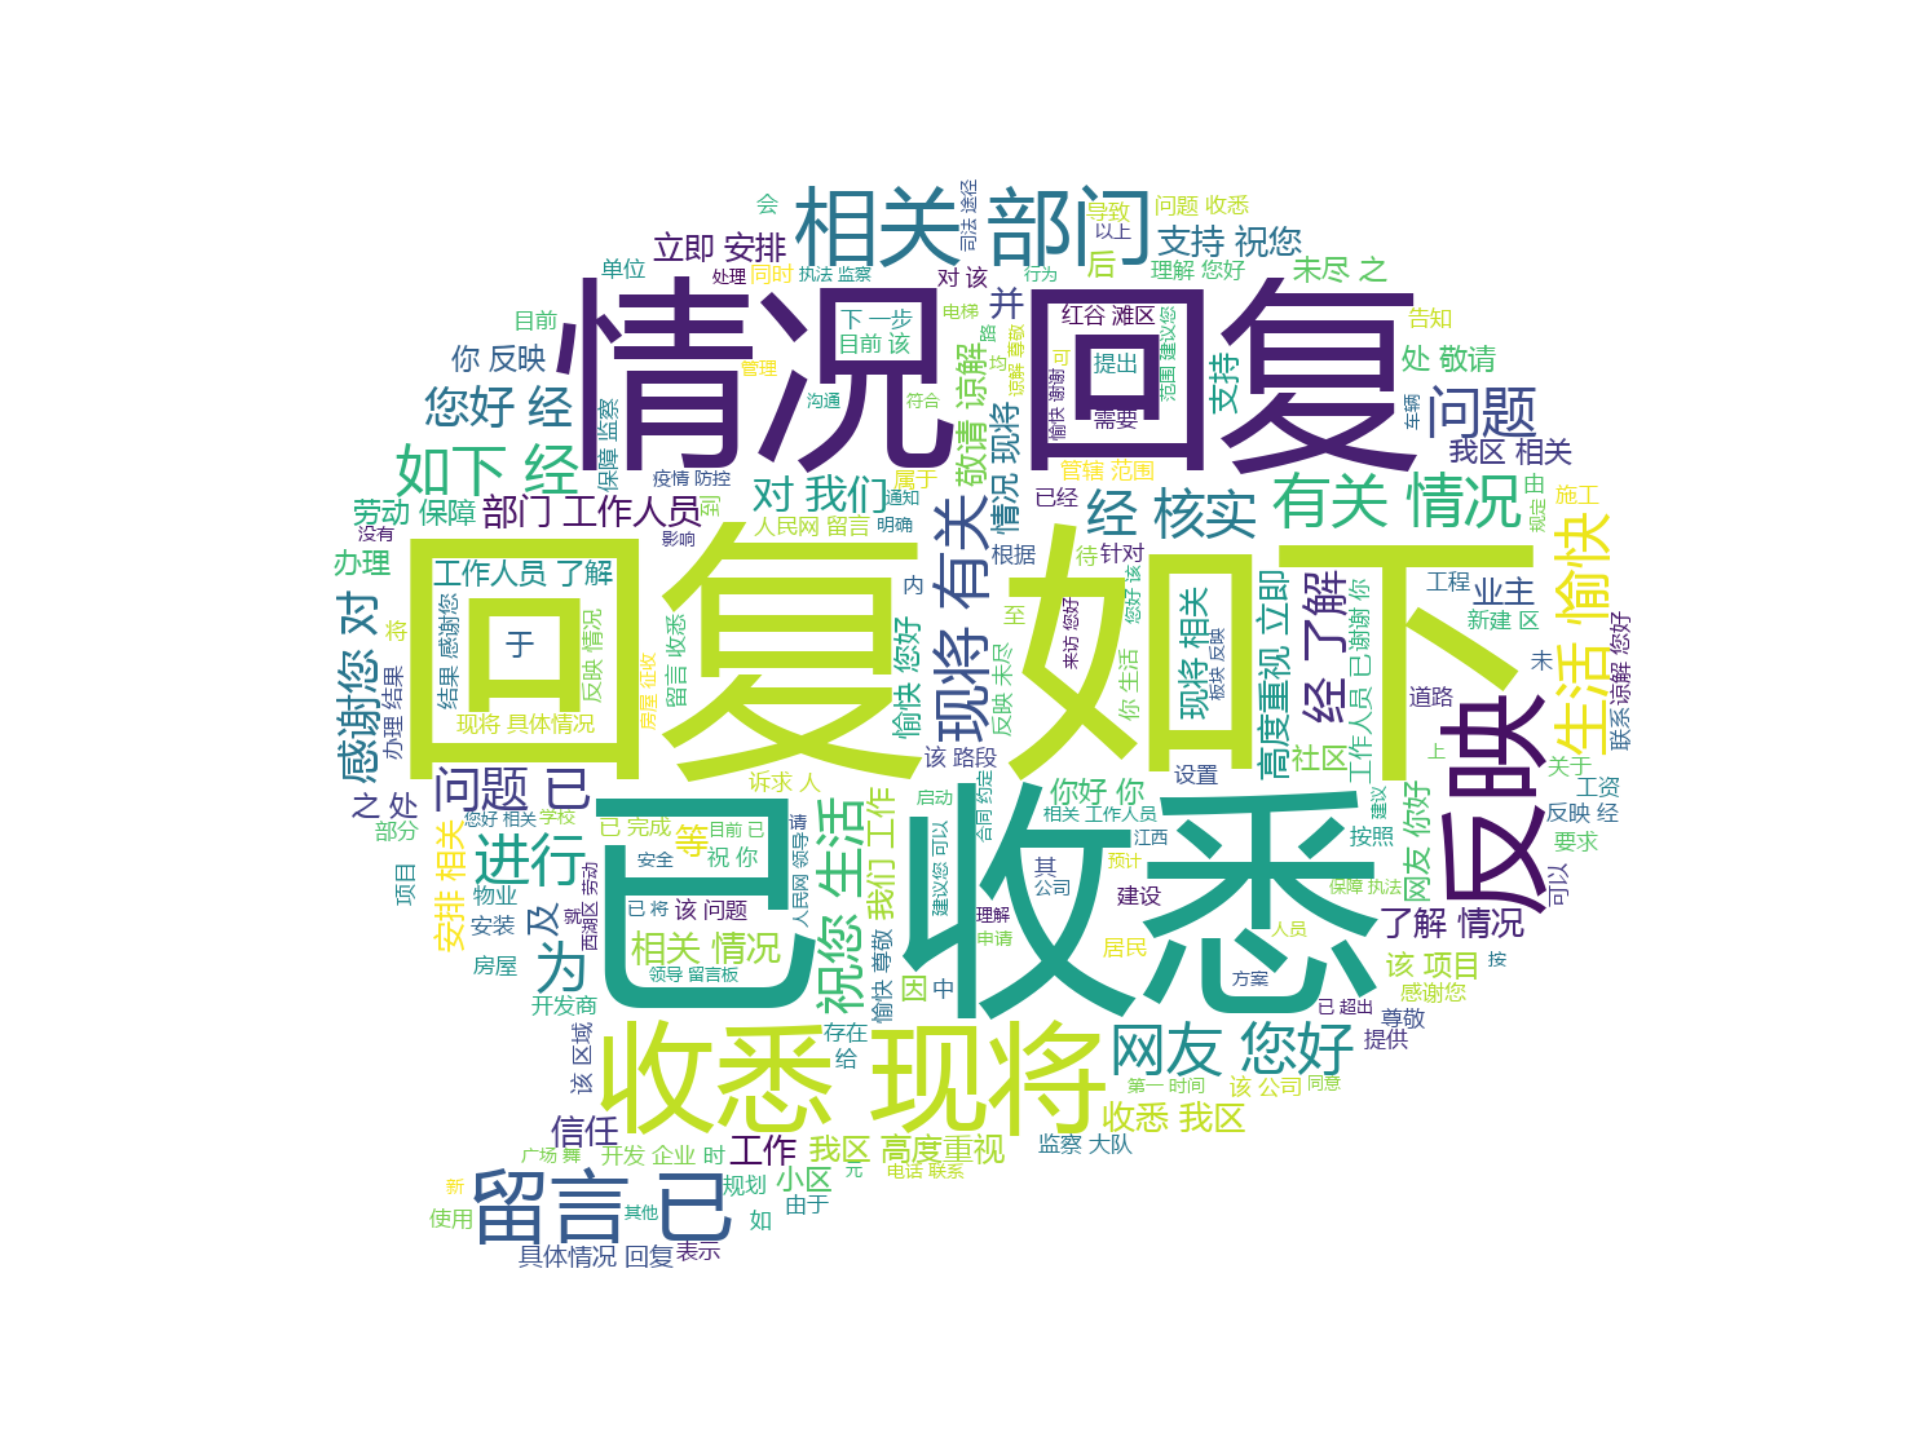 会
相关 部门
司法 途径
导致
问题 收悉
以上
支持 祝您
立即 安排
单位
处理
同时
执法 监察
对 该
行为
后
理解 您好
未尽 之
情况 回复
并
下 一步
目前 该
电梯
路
均
谅解 尊敬
可
红谷 滩区
提出
需要
愉快 谢谢
范围 建议您
告知
目前
你 反映
管理
沟通
符合
敬请 谅解
情况 现将
支持
处 敬请
车辆
问题
您好 经
保障 监察
如下 经
疫情 防控
对 我们
属于
通知
管辖 范围
已经
经 核实
有关 情况
我区 相关
由
规定
施工
劳动 保障
没有
部门 工作人员
到
影响
人民网 留言
明确
现将 有关
根据
待
针对
办理
回复 如下
工作人员 了解
于
结果 感谢您
反映 情况
现将 具体情况
房屋 征收
留言 收悉
内
愉快 您好
至
反映 未尽
来访 您好
您好 该
你 生活
现将 相关
板块 反映
高度重视 立即
经 了解
工作人员 已
谢谢 你
工程
业主
新建 区
生活 愉快
谅解 您好
联系
未
道路
上
关于
感谢您 对
将
办理 结果
之 处
问题 已
诉求 人
该 路段
设置
社区
反映
工资
反映 经
要求
部分
您好 相关
学校
已 完成
等
目前 已
请
启动
合同 约定
你好 你
相关 工作人员
江西
建议
按照
网友 你好
安排 相关
进行
项目
物业
安装
及
就
西湖区 劳动
安全
祝 你
人民网 领导
祝您 生活
我们 工作
建议您 可以
已 收悉
其
公司
预计
建设
保障 执法
可以
了解 情况
已 将
该 问题
相关 情况
领导 留言板
愉快 尊敬
因
中
理解
申请
居民
人员
方案
该 项目
按
感谢您
房屋
为
开发商
已 超出
尊敬
提供
该 区域
收悉 现将
存在
给
网友 您好
第一 时间
该 公司
同意
收悉 我区
信任
广场 舞
开发 企业
时
工作
我区 高度重视
监察 大队
电话 联系
元
新
使用
留言 已
其他
规划
小区
由于
如
具体情况 回复
表示